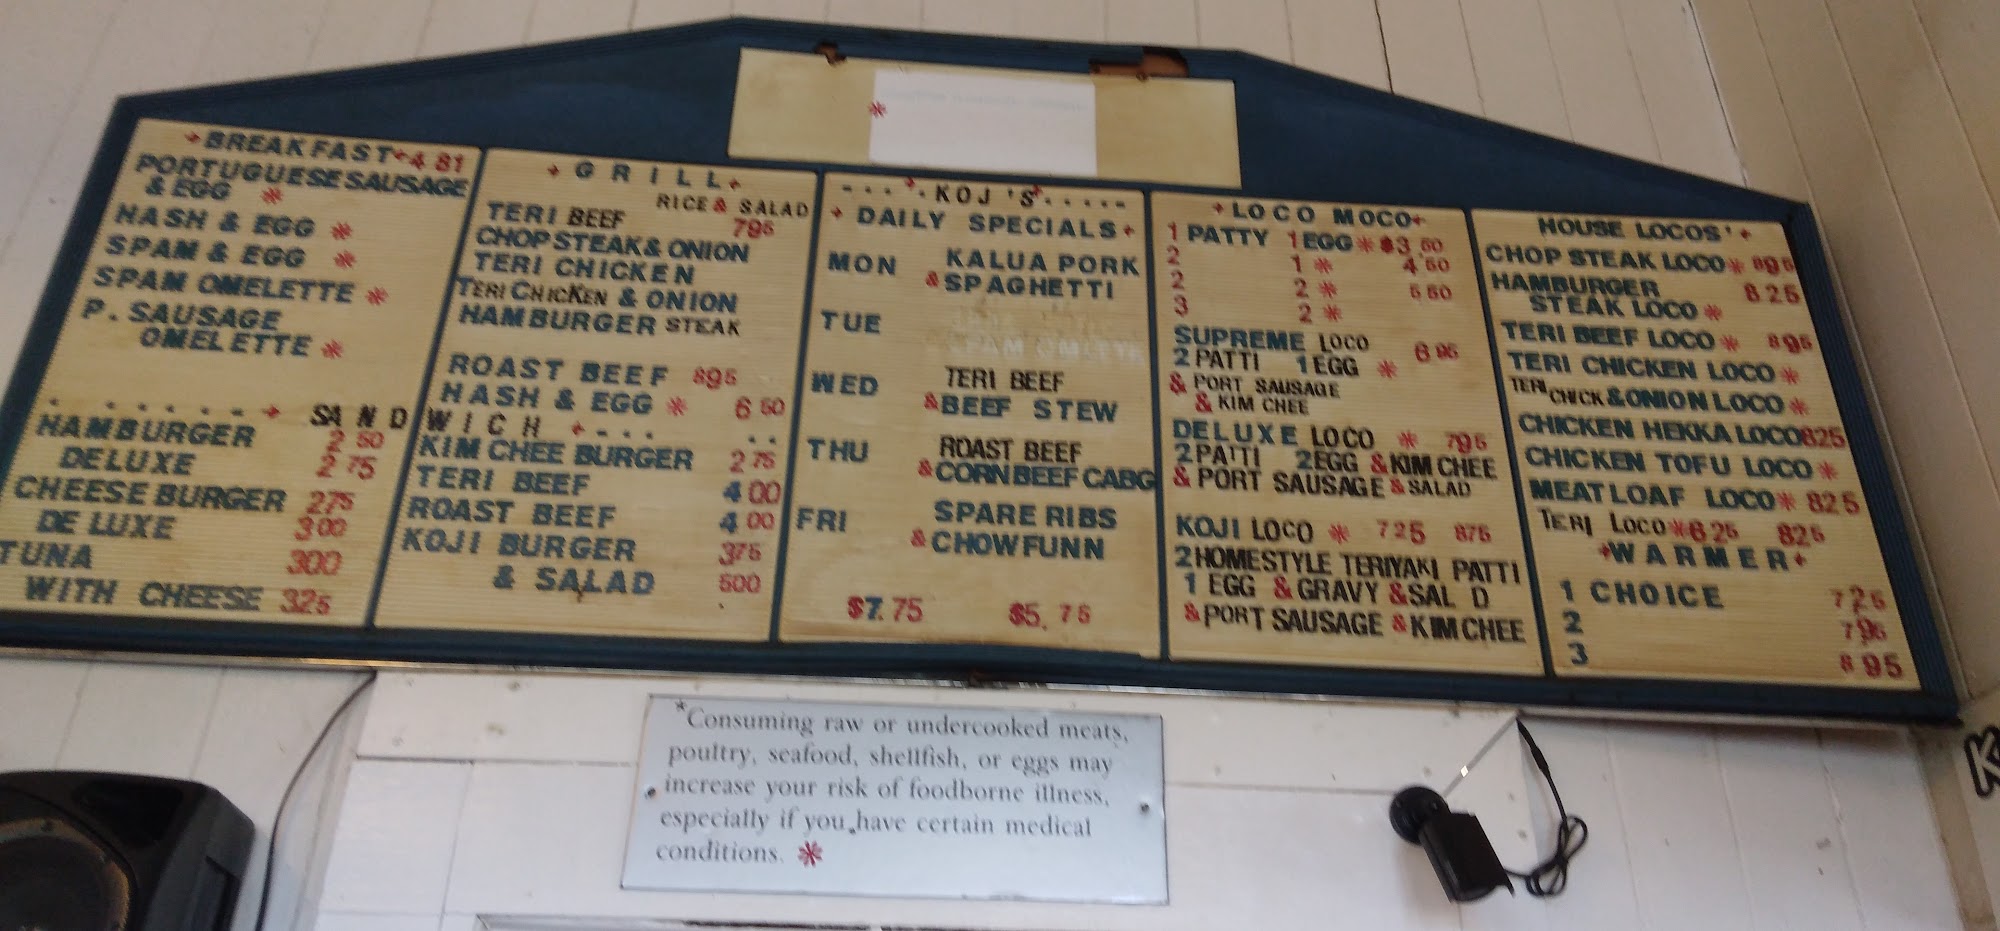 +BREAKFAST+4 81
PORTUGUESE SAUSAGE
& EGG *
HASH & EGG *
SPAM & EGG *
SPAM OMELETTE *
P. SAUSAGE
OMELETTE *
+ G R I L L +
RICE & SALAD
TERI BEEF 795
CHOP STEAK & ONION
TERI CHICKEN
TERI CHICKEN & ONION
HAMBURGER STEAK
ROAST BEEF 895
HASH & EGG * 6 50
. . . . . . . + SANDWICH + - . . . . .
HAMBURGER 2 50
DELUXE 2 75
CHEESE BURGER 275
DE LUXE 3 00
TUNA 300
WITH CHEESE 325
KIM CHEE BURGER 2 75
TERI BEEF 4 00
ROAST BEEF 4 00
KOJI BURGER 375
& SALAD 500
- . . . + . KOJ 'S + . . . . -
+ DAILY SPECIALS +
MON KALUA PORK
& SPAGHETTI
TUE
SPAM OMLETTE
WED TERI BEEF
& BEEF STEW
THU ROAST BEEF
& CORN BEEF CABG
FRI SPARE RIBS
& CHOW FUNN
$7. 75 $5. 75
+LOCO MOCO+
1 PATTY 1 EGG * $3. 50
2 1 * 4 50
2 2 * 5 50
3 2 *
SUPREME LOCO 6 95
2 PATTI 1 EGG *
& PORT SAUSAGE
& KIM CHEE
DELUXE LOCO * 795
2 PATTI 2 EGG & KIM CHEE
& PORT SAUSAGE & SALAD
KOJI LOCO * 725 875
2 HOMESTYLE TERIYAKI PATTI
1 EGG & GRAVY & SAL D
& PORT SAUSAGE & KIM CHEE
HOUSE LOCOS' +
CHOP STEAK LOCO * 895
HAMBURGER 8 25
STEAK LOCO *
TERI BEEF LOCO * 895
TERI CHICKEN LOCO *
TERI CHICK & ONION LOCO *
CHICKEN HEKKA LOCO 825
CHICKEN TOFU LOCO *
MEAT LOAF LOCO * 825
TERI LOCO * 625 825
+WARMER+
1 CHOICE 725
2 795
3 895
*
*Consuming raw or undercooked meats,
poultry, seafood, shellfish, or eggs may
increase your risk of foodborne illness,
especially if you have certain medical
conditions. *
K